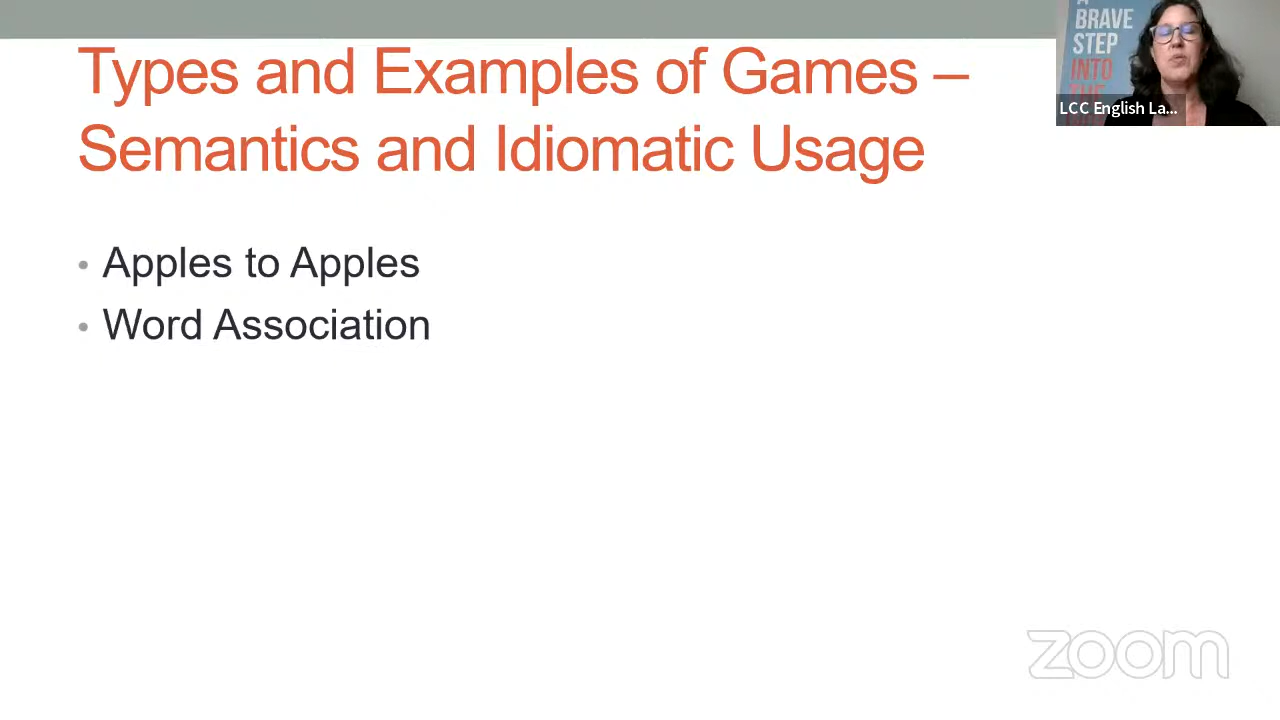 Types and Examples of Games –
Semantics and Idiomatic Usage
• Apples to Apples
• Word Association
A
BRAVE
STEP
INTO
THE
LCC English La...
zoom